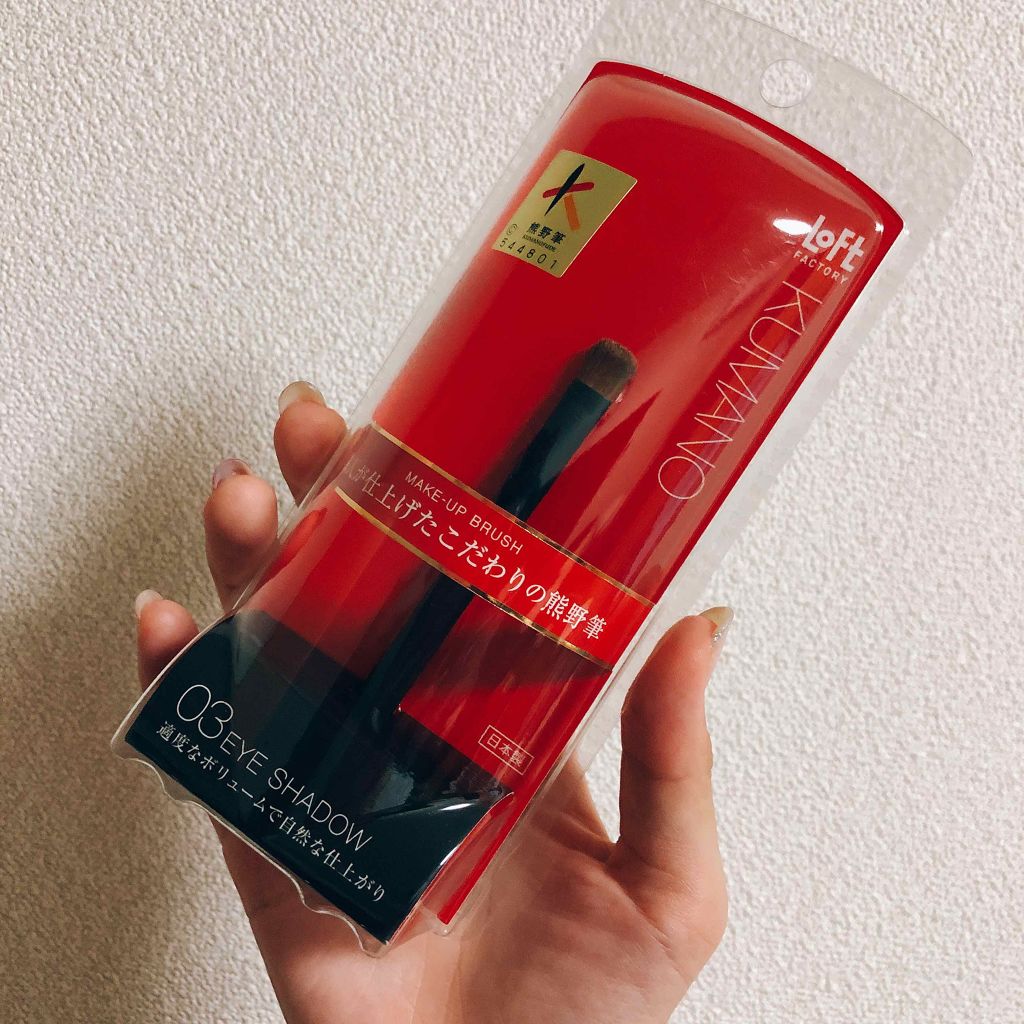 熊野筆
KUMANOFUDE
Ⓢ
544801
LoFt
FACTORY
KUMANO
MAKE-UP BRUSH
が仕上げたこだわりの熊野筆
日本製
03 EYE SHADOW
適度なボリュームで自然な仕上がり